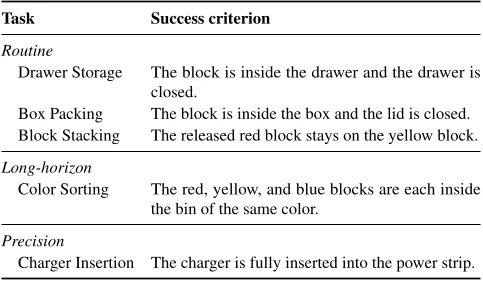 Task Success criterion
Routine
Drawer Storage The block is inside the drawer and the drawer is
closed.
Box Packing The block is inside the box and the lid is closed.
Block Stacking The released red block stays on the yellow block.
Long-horizon
Color Sorting The red, yellow, and blue blocks are each inside
the bin of the same color.
Precision
Charger Insertion The charger is fully inserted into the power strip.